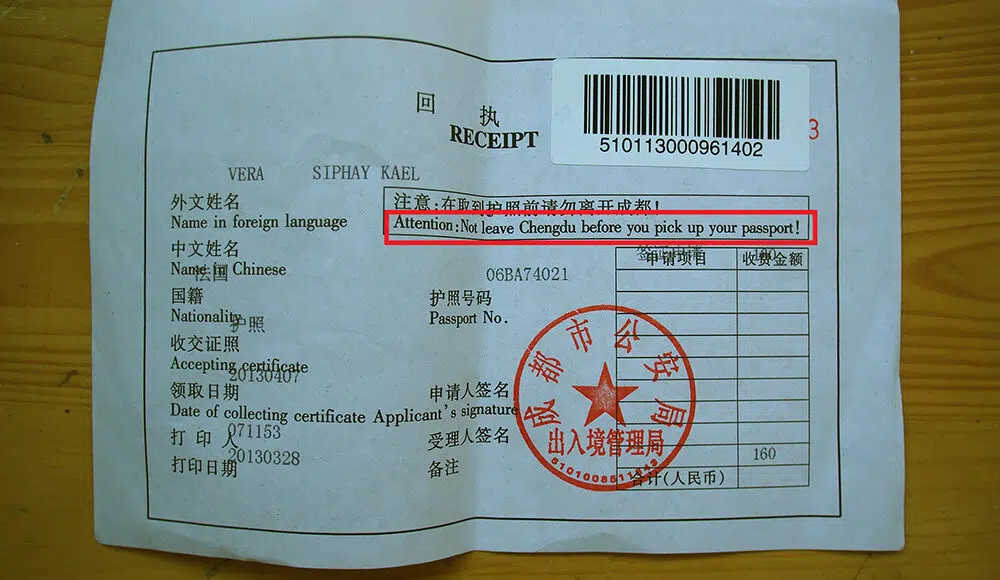 回 执
RECEIPT
510113000961402
3
VERA SIPHAY KAEL
外文姓名
Name in foreign language
注意:在取到护照前请勿离开成都!
Attention:Not leave Chengdu before you pick up your passport!
中文姓名
Name in Chinese
法国
06BA74021
签证申请 160
申请项目 收费金额
国籍
Nationality
护照
护照号码
Passport No.
收交证照
Accepting certificate
20130407
领取日期
Date of collecting certificate
申请人签名
Applicant's signature
打 印 人
071153
受理人签名
打印日期
20130328
备注
160
合计(人民币)
成都市公安局
出入境管理局